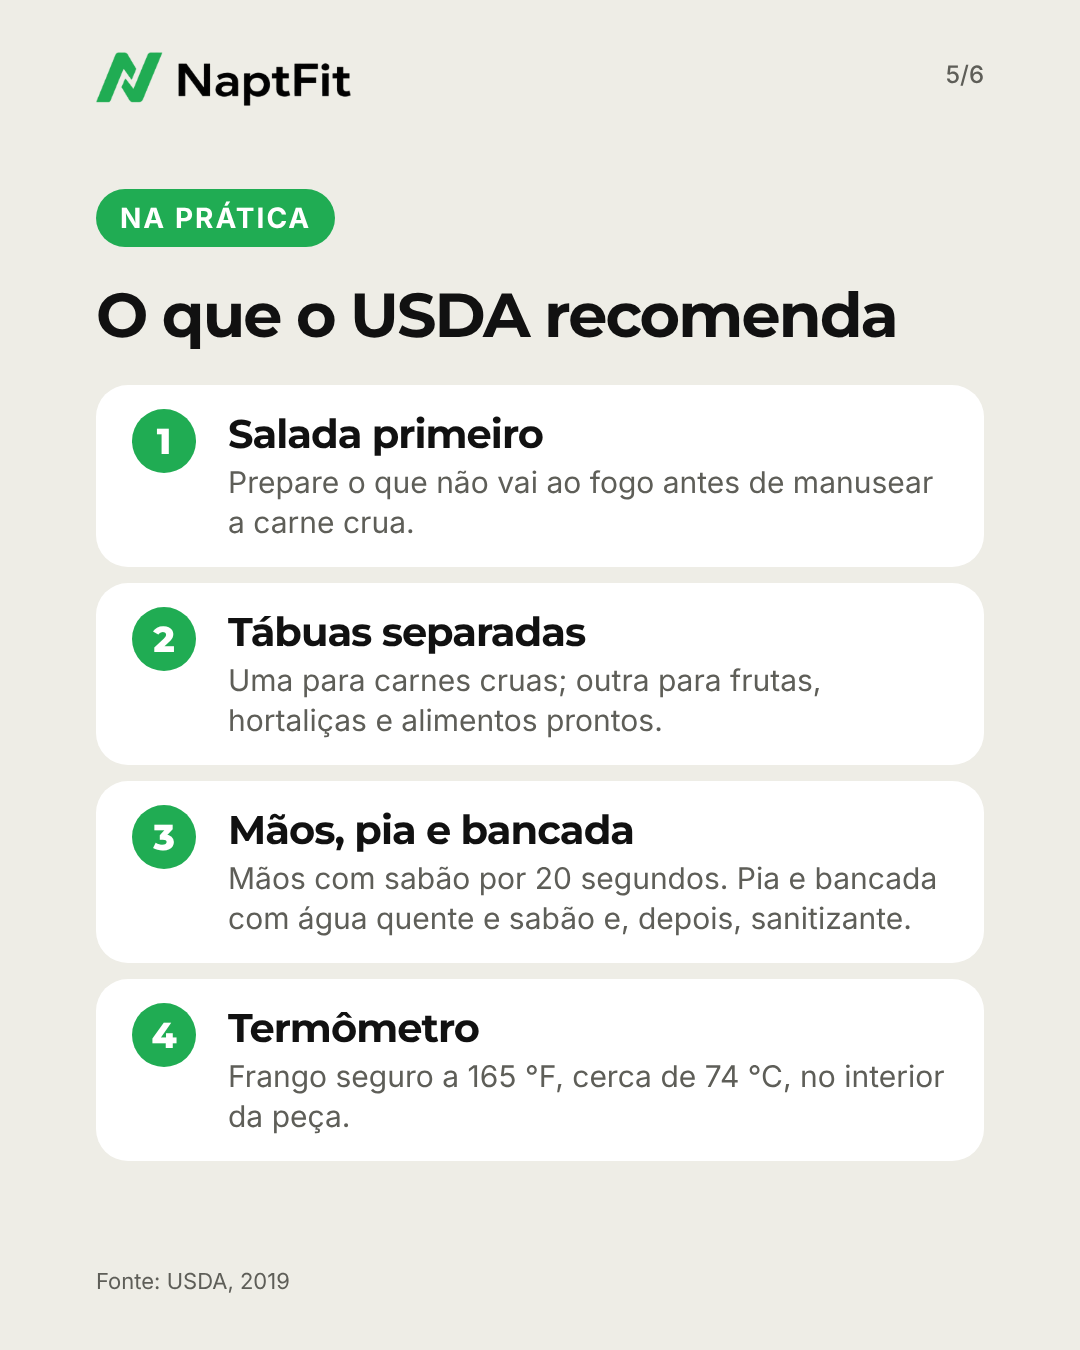 NaptFit
5/6
NA PRÁTICA
O que o USDA recomenda
1
Salada primeiro
Prepare o que não vai ao fogo antes de manusear
a carne crua.
2
Tábuas separadas
Uma para carnes cruas; outra para frutas,
hortaliças e alimentos prontos.
3
Mãos, pia e bancada
Mãos com sabão por 20 segundos. Pia e bancada
com água quente e sabão e, depois, sanitizante.
4
Termômetro
Frango seguro a 165 °F, cerca de 74 °C, no interior
da peça.
Fonte: USDA, 2019